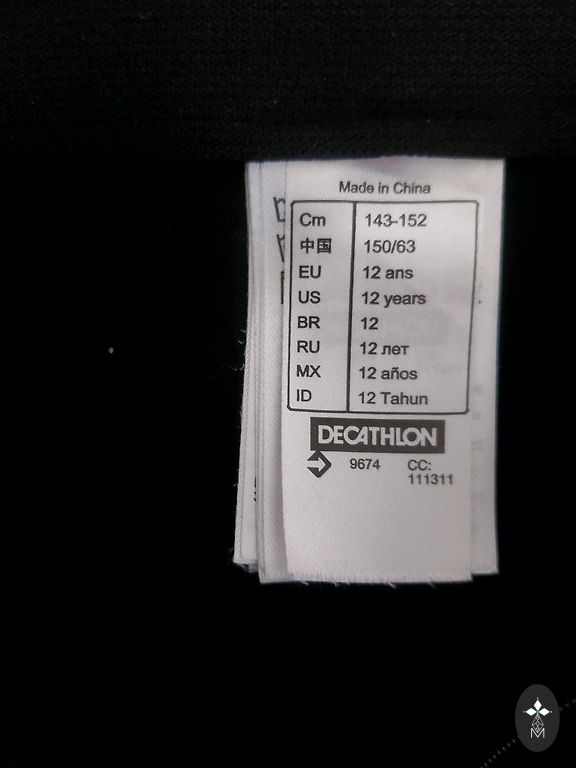 Made in China
Cm 143-152
中国 150/63
EU 12 ans
US 12 years
BR 12
RU 12 лет
MX 12 años
ID 12 Tahun
DECATHLON
9674 CC:
111311
M